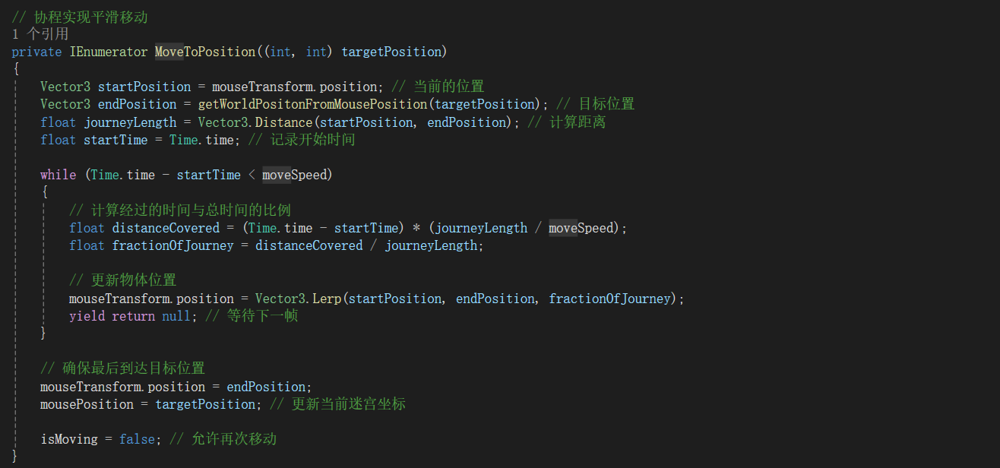 // 协程实现平滑移动
1 个引用
private IEnumerator MoveToPosition((int, int) targetPosition)
{
Vector3 startPosition = mouseTransform.position; // 当前的位置
Vector3 endPosition = getWorldPositonFromMousePosition(targetPosition); // 目标位置
float journeyLength = Vector3.Distance(startPosition, endPosition); // 计算距离
float startTime = Time.time; // 记录开始时间
while (Time.time - startTime < moveSpeed)
{
// 计算经过的时间与总时间的比例
float distanceCovered = (Time.time - startTime) * (journeyLength / moveSpeed);
float fractionOfJourney = distanceCovered / journeyLength;
// 更新物体位置
mouseTransform.position = Vector3.Lerp(startPosition, endPosition, fractionOfJourney);
yield return null; // 等待下一帧
}
// 确保最后到达目标位置
mouseTransform.position = endPosition;
mousePosition = targetPosition; // 更新当前迷宫坐标
isMoving = false; // 允许再次移动
}